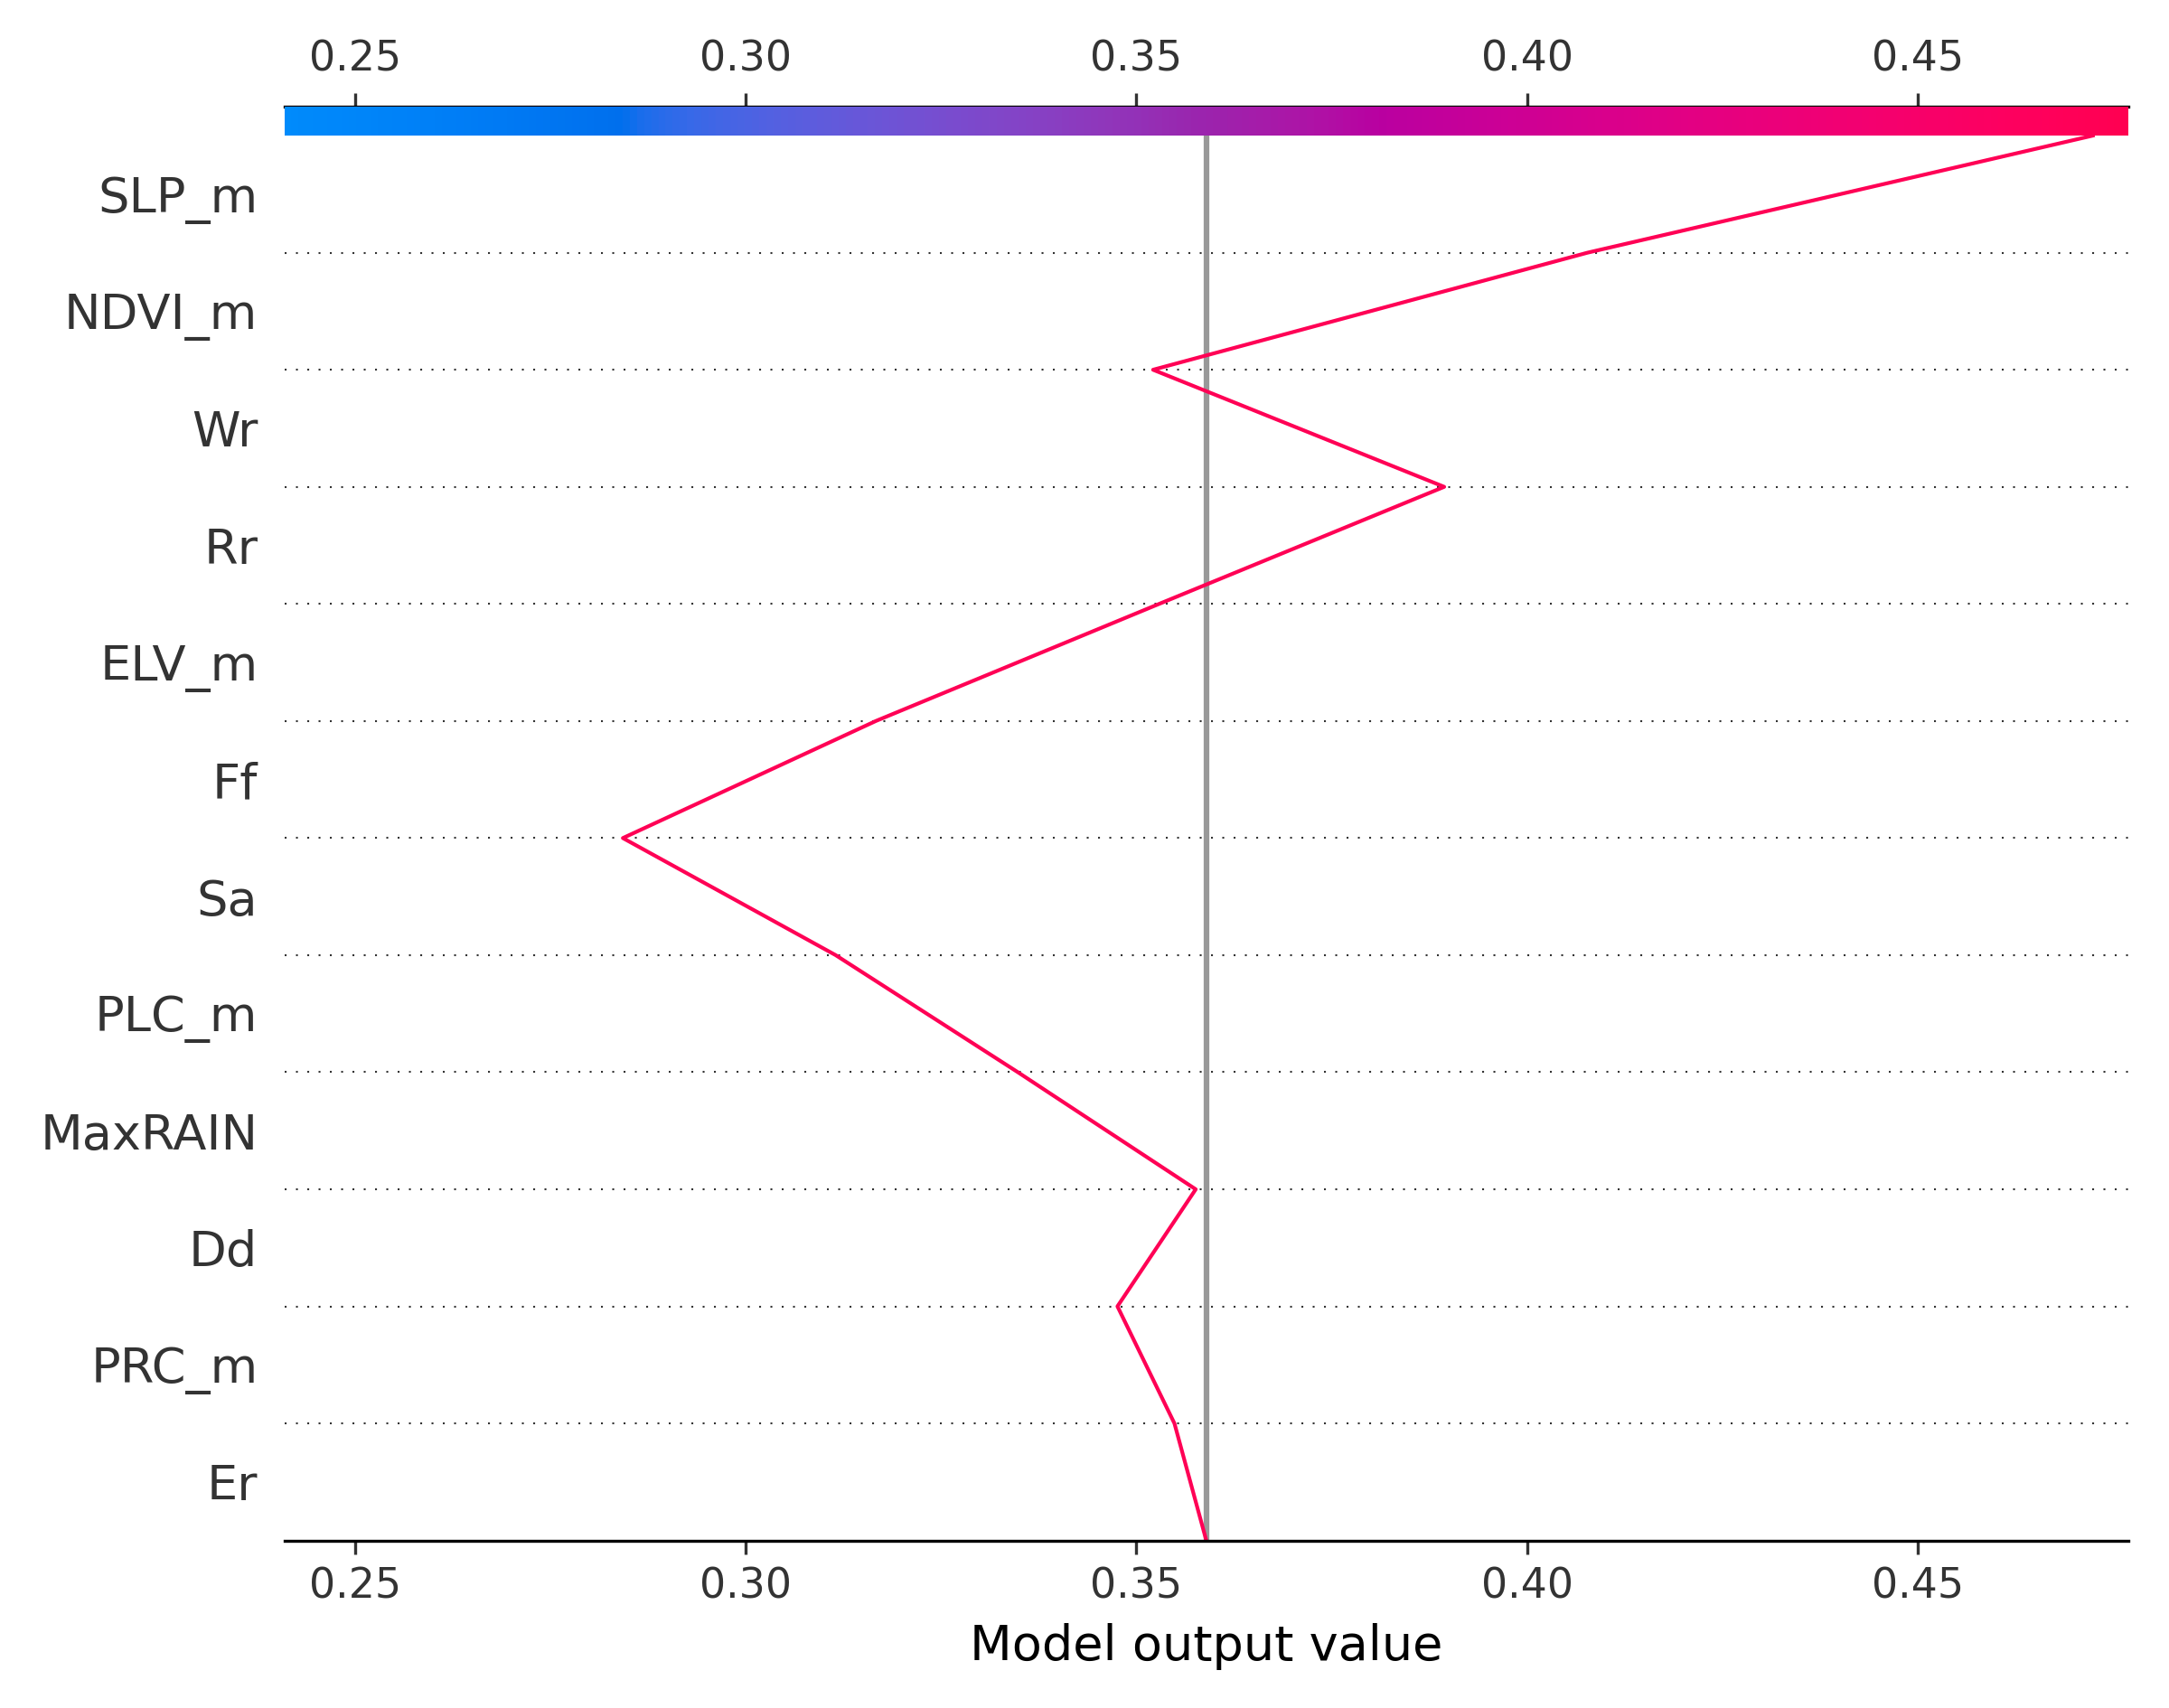 0.25 0.30 0.35 0.40 0.45
SLP_m
NDVI_m
Wr
Rr
ELV_m
Ff
Sa
PLC_m
MaxRAIN
Dd
PRC_m
Er
0.25 0.30 0.35 0.40 0.45
Model output value